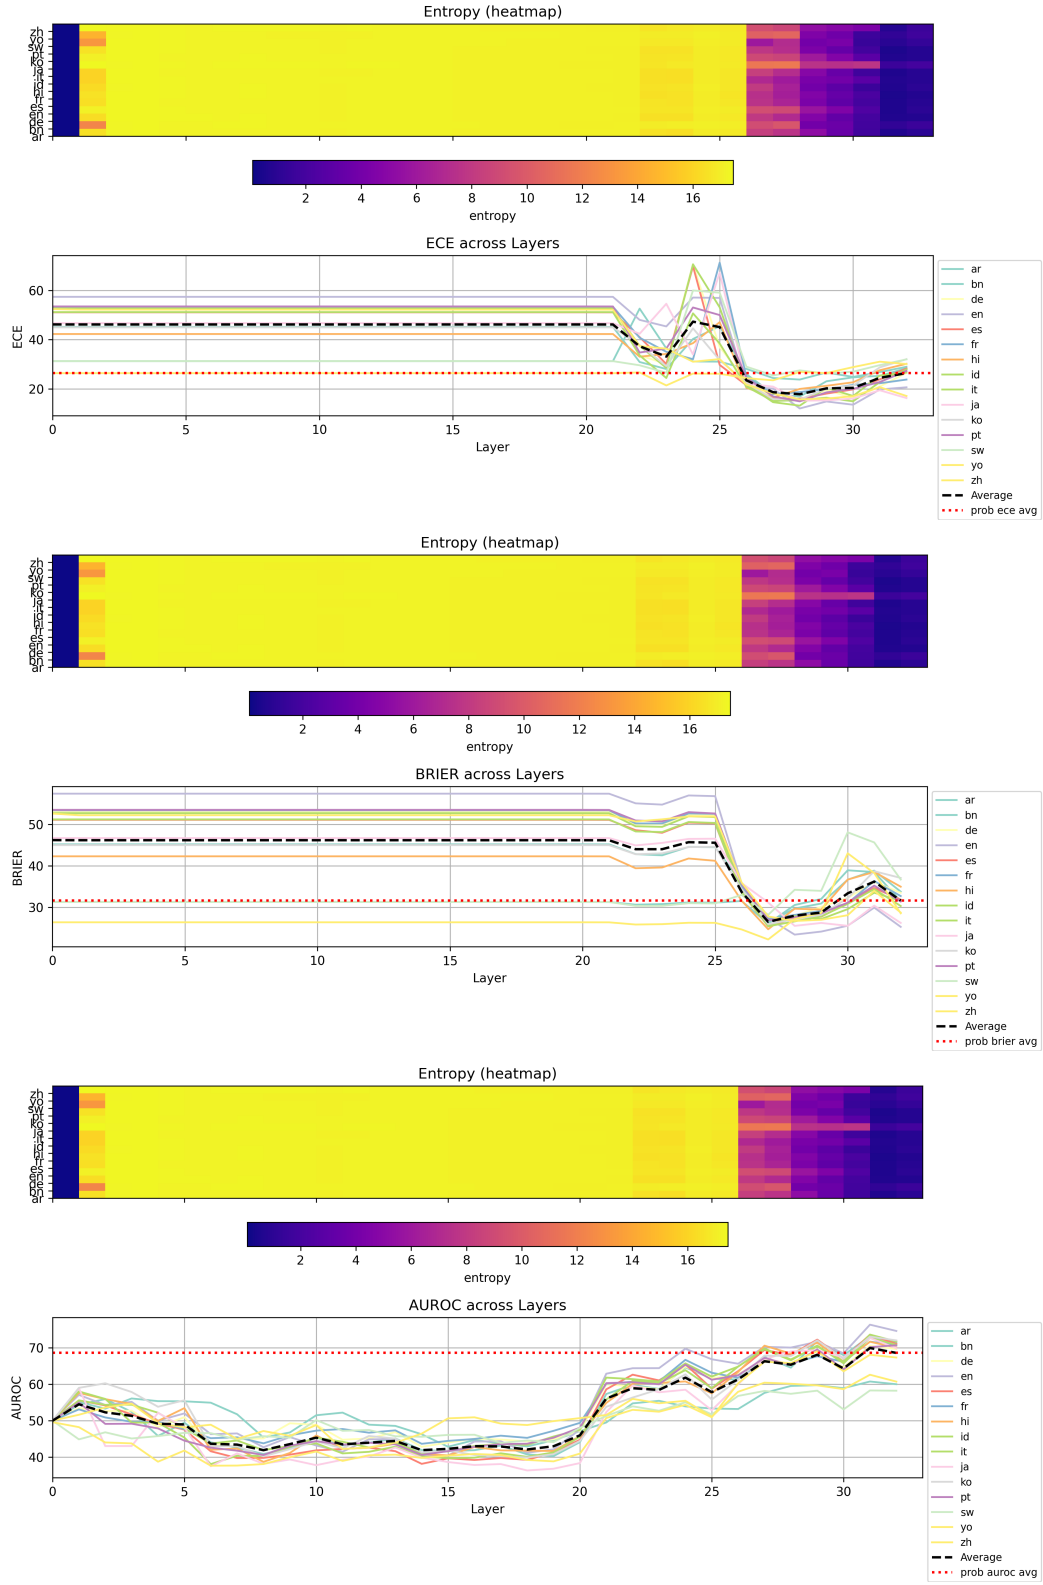 Entropy (heatmap)
zh
yo
sw
pt
ko
ja
it
id
hi
fr
es
en
de
bn
ar
2 4 6 8 10 12 14 16
entropy
ECE across Layers
60
40
20
ECE
0 5 10 15 20 25 30
Layer
ar
bn
de
en
es
fr
hi
id
it
ja
ko
pt
sw
yo
zh
Average
prob ece avg
Entropy (heatmap)
zh
yo
sw
pt
ko
ja
it
id
hi
fr
es
en
de
bn
ar
2 4 6 8 10 12 14 16
entropy
BRIER across Layers
50
40
30
BRIER
0 5 10 15 20 25 30
Layer
ar
bn
de
en
es
fr
hi
id
it
ja
ko
pt
sw
yo
zh
Average
prob brier avg
Entropy (heatmap)
zh
yo
sw
pt
ko
ja
it
id
hi
fr
es
en
de
bn
ar
2 4 6 8 10 12 14 16
entropy
AUROC across Layers
70
60
50
40
AUROC
0 5 10 15 20 25 30
Layer
ar
bn
de
en
es
fr
hi
id
it
ja
ko
pt
sw
yo
zh
Average
prob auroc avg